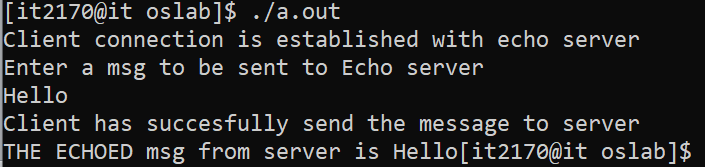 [it2170@it oslab]$ ./a.out
Client connection is established with echo server
Enter a msg to be sent to Echo server
Hello
Client has succesfully send the message to server
THE ECHOED msg from server is Hello[it2170@it oslab]$